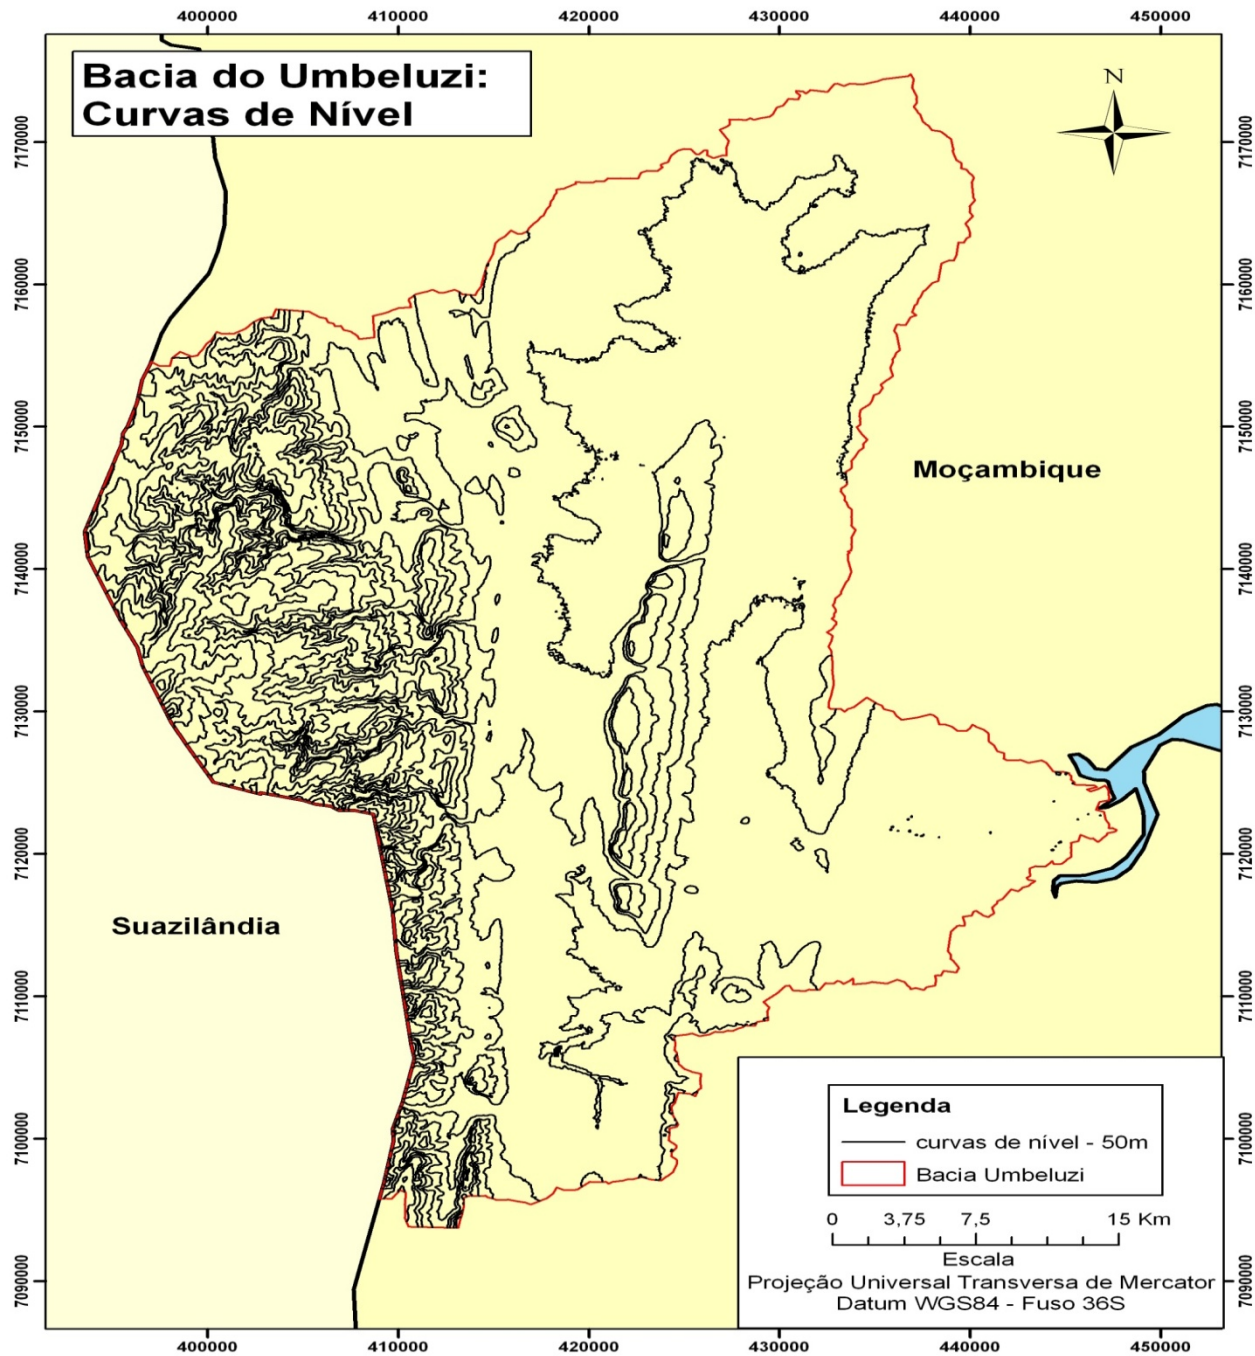 400000 410000 420000 430000 440000 450000
Bacia do Umbeluzi:
Curvas de Nível
N
7170000 7170000
7160000 7160000
7150000 7150000
Moçambique
7140000 7140000
7130000 7130000
7120000 7120000
Suazilândia
7110000 7110000
Legenda
curvas de nível - 50m
7100000 7100000
Bacia Umbeluzi
0 3,75 7,5 15 Km
Escala
7090000 7090000
Projeção Universal Transversa de Mercator
Datum WGS84 - Fuso 36S
400000 410000 420000 430000 440000 450000